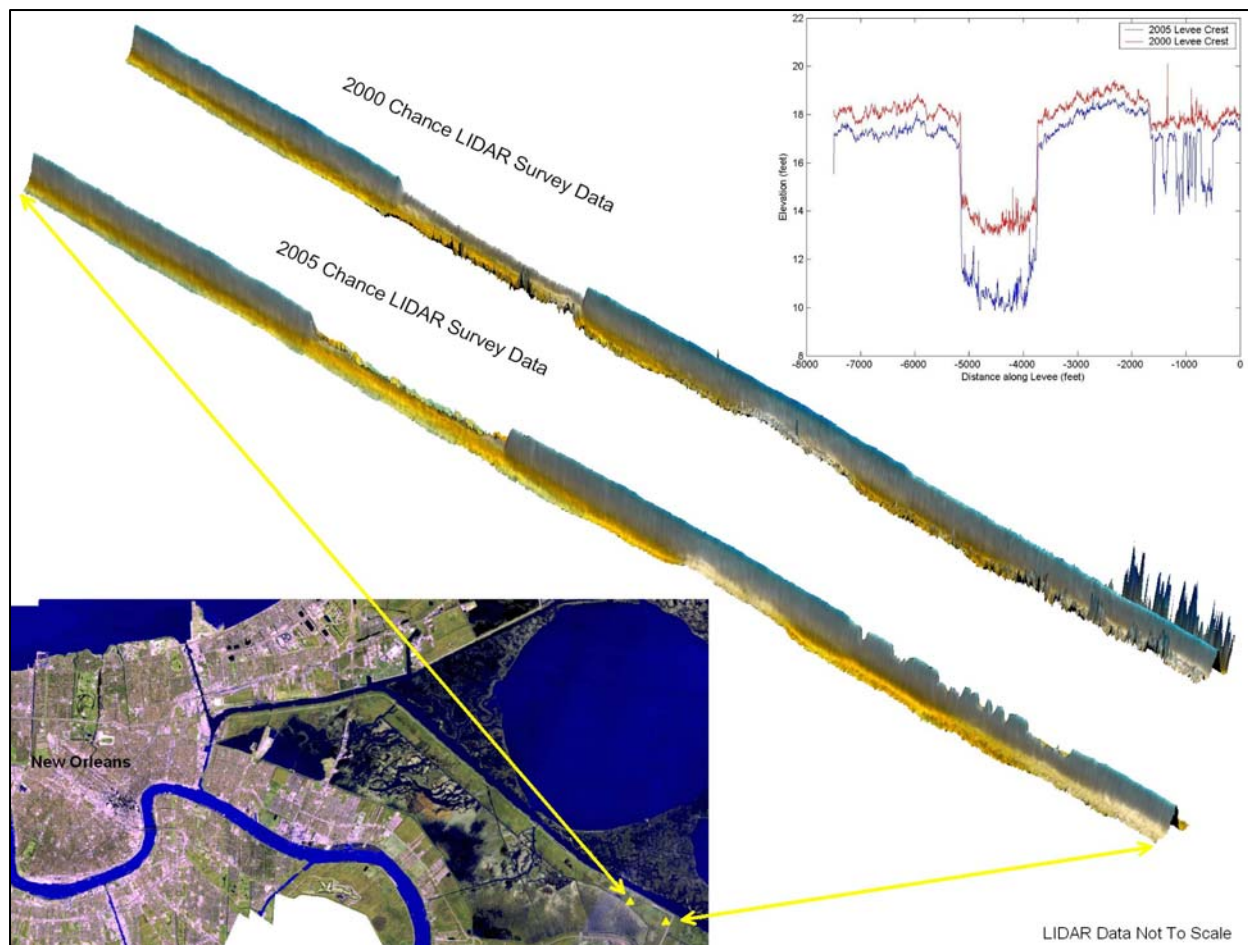 2000 Chance LIDAR Survey Data
2005 Chance LIDAR Survey Data
22
20
18
16
14
12
10
8
Elevation (feet)
2005 Levee Crest
2000 Levee Crest
-8000 -7000 -6000 -5000 -4000 -3000 -2000 -1000 0
Distance along Levee (feet)
New Orleans
LIDAR Data Not To Scale